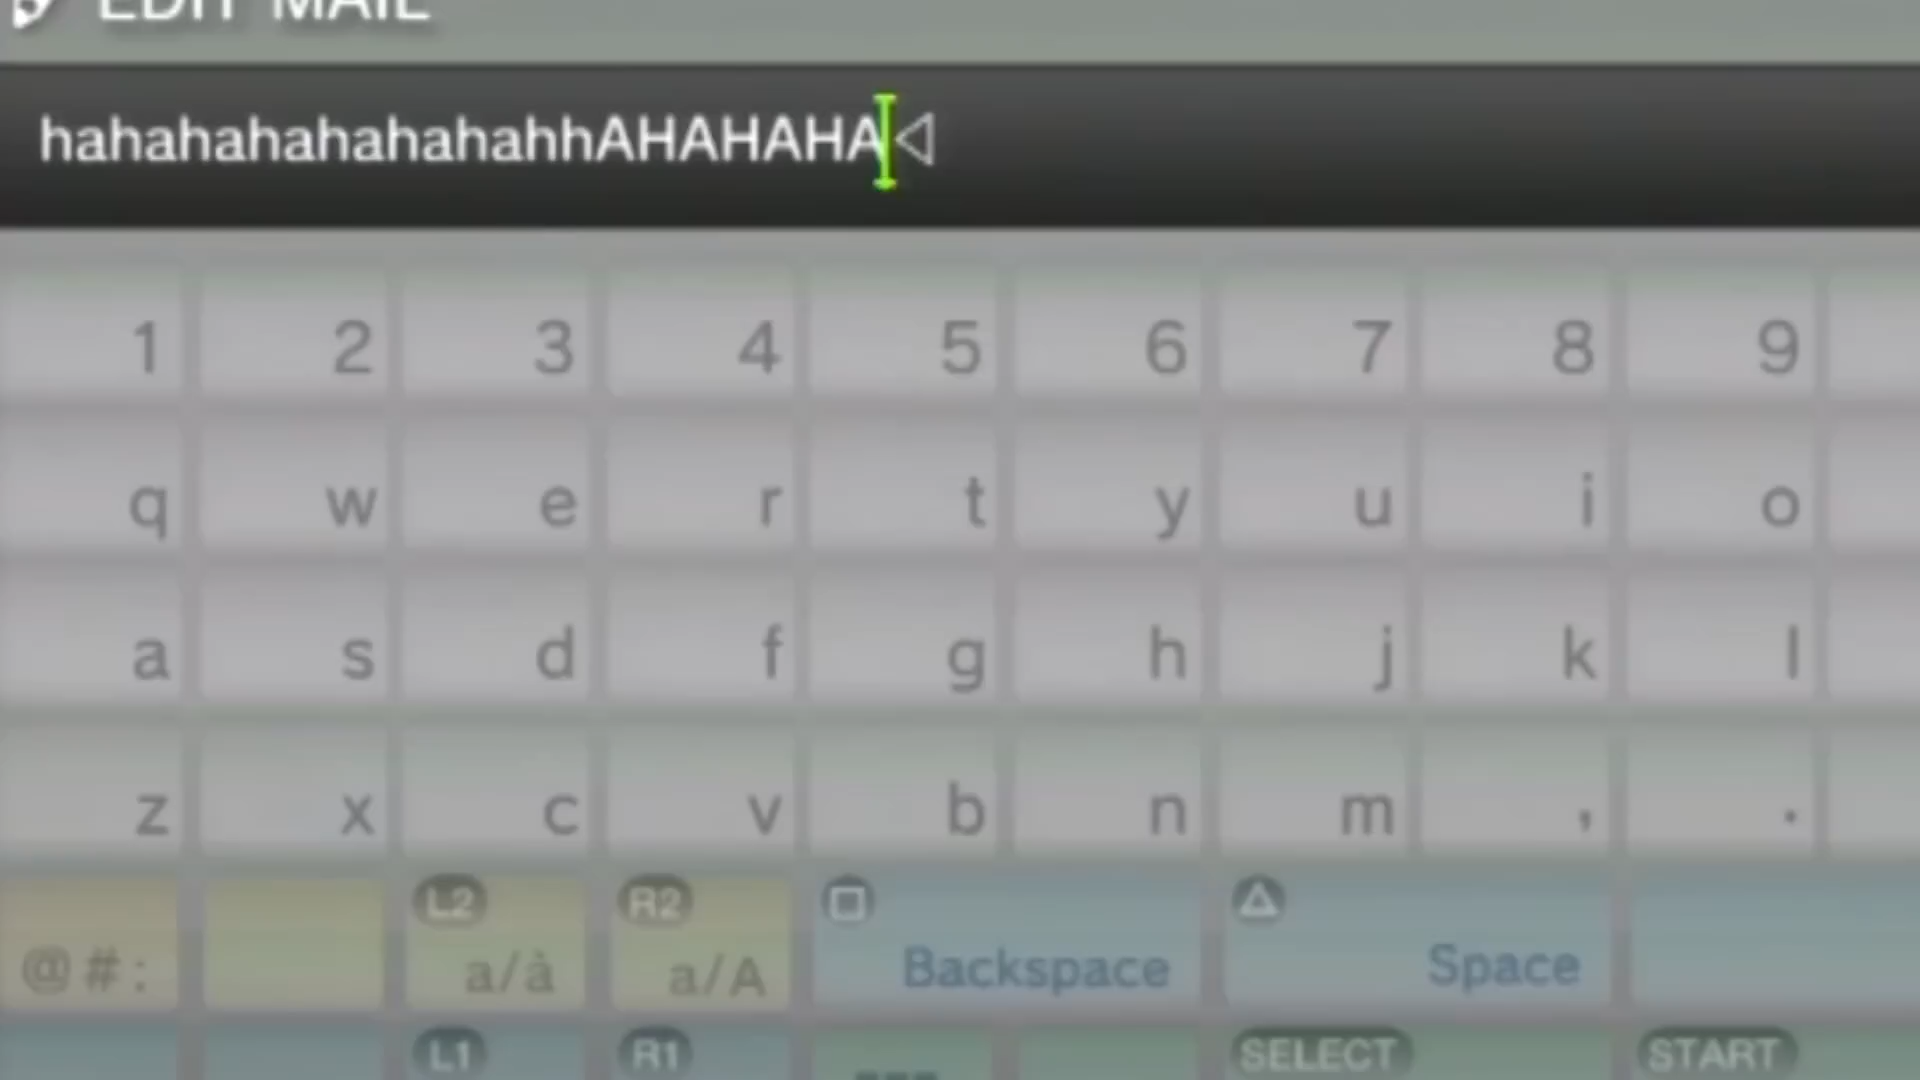 EDIT MAIL
hahahahahahahahhAHAHAHA
1 2 3 4 5 6 7 8 9
q w e r t y u i o
a s d f g h j k l
z x c v b n m , .
@#: L2 a/à R2 a/A Backspace Space
L1 R1 SELECT START